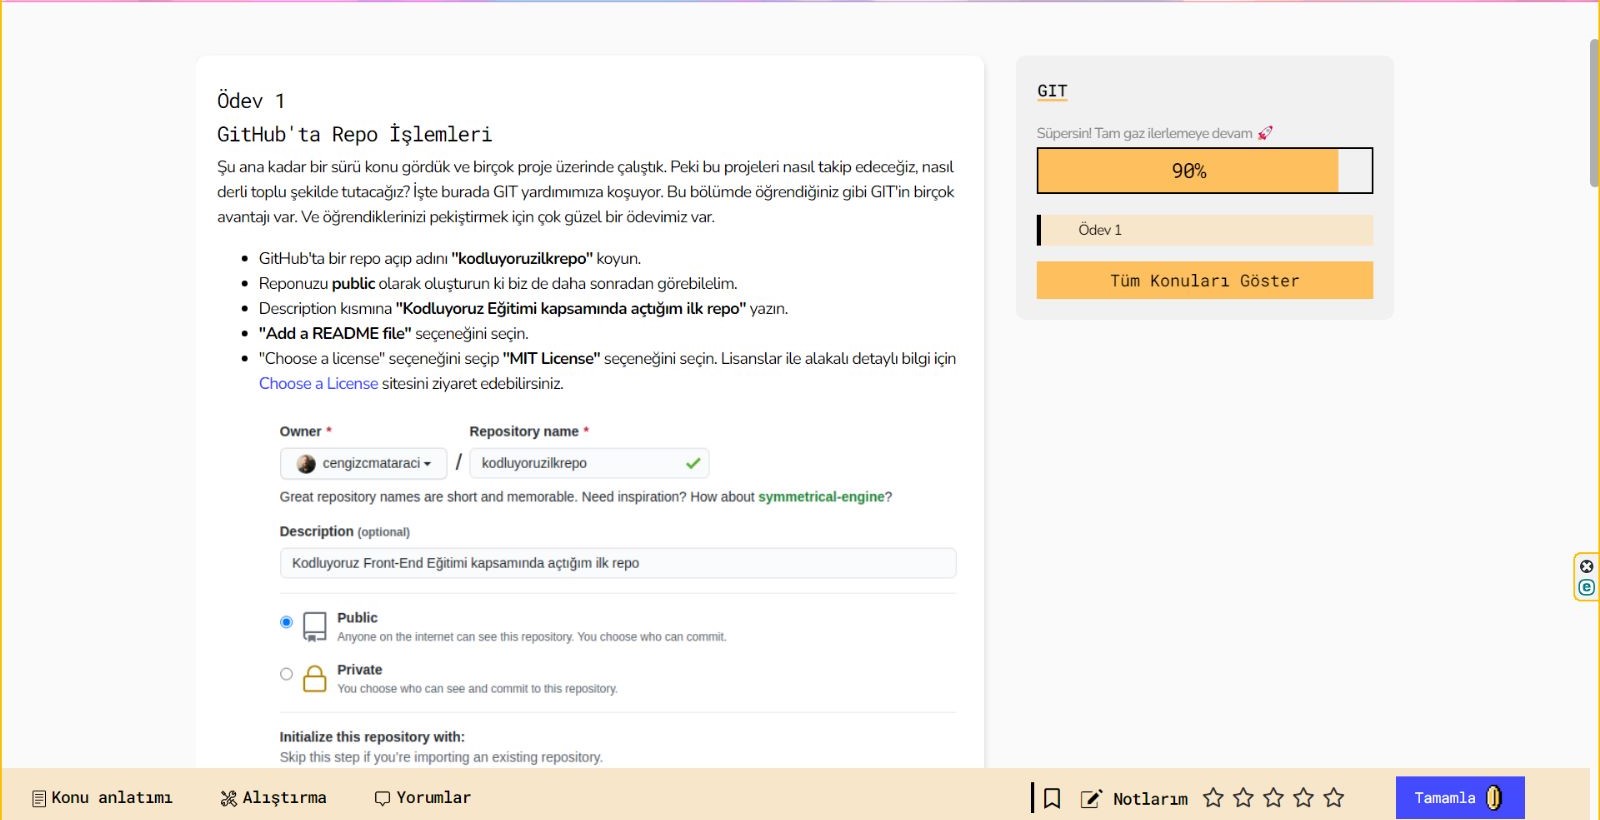 Ödev 1
GitHub'ta Repo İşlemleri
Şu ana kadar bir sürü konu gördük ve birçok proje üzerinde çalıştık. Peki bu projeleri nasıl takip edeceğiz, nasıl
derli toplu şekilde tutacağız? İşte burada GIT yardımımıza koşuyor. Bu bölümde öğrendiğiniz gibi GIT'in birçok
avantajı var. Ve öğrendiklerinizi pekiştirmek için çok güzel bir ödevimiz var.
GitHub'ta bir repo açıp adını "kodluyoruzilkrepo" koyun.
Reponuzu public olarak oluşturun ki biz de daha sonradan görebilelim.
Description kısmına "Kodluyoruz Eğitimi kapsamında açtığım ilk repo" yazın.
"Add a README file" seçeneğini seçin.
"Choose a license" seçeneğini seçip "MIT License" seçeneğini seçin. Lisanslar ile alakalı detaylı bilgi için
Choose a License sitesini ziyaret edebilirsiniz.
Owner * Repository name *
cengizcmataraci / kodluyoruzilkrepo
Great repository names are short and memorable. Need inspiration? How about symmetrical-engine?
Description (optional)
Kodluyoruz Front-End Eğitimi kapsamında açtığım ilk repo
Public
Anyone on the internet can see this repository. You choose who can commit.
Private
You choose who can see and commit to this repository.
Initialize this repository with:
Skip this step if you're importing an existing repository.
GIT
Süpersin! Tam gaz ilerlemeye devam 🚀
90%
Ödev 1
Tüm Konuları Göster
Konu anlatımı Alıştırma Yorumlar Notlarım Tamamla